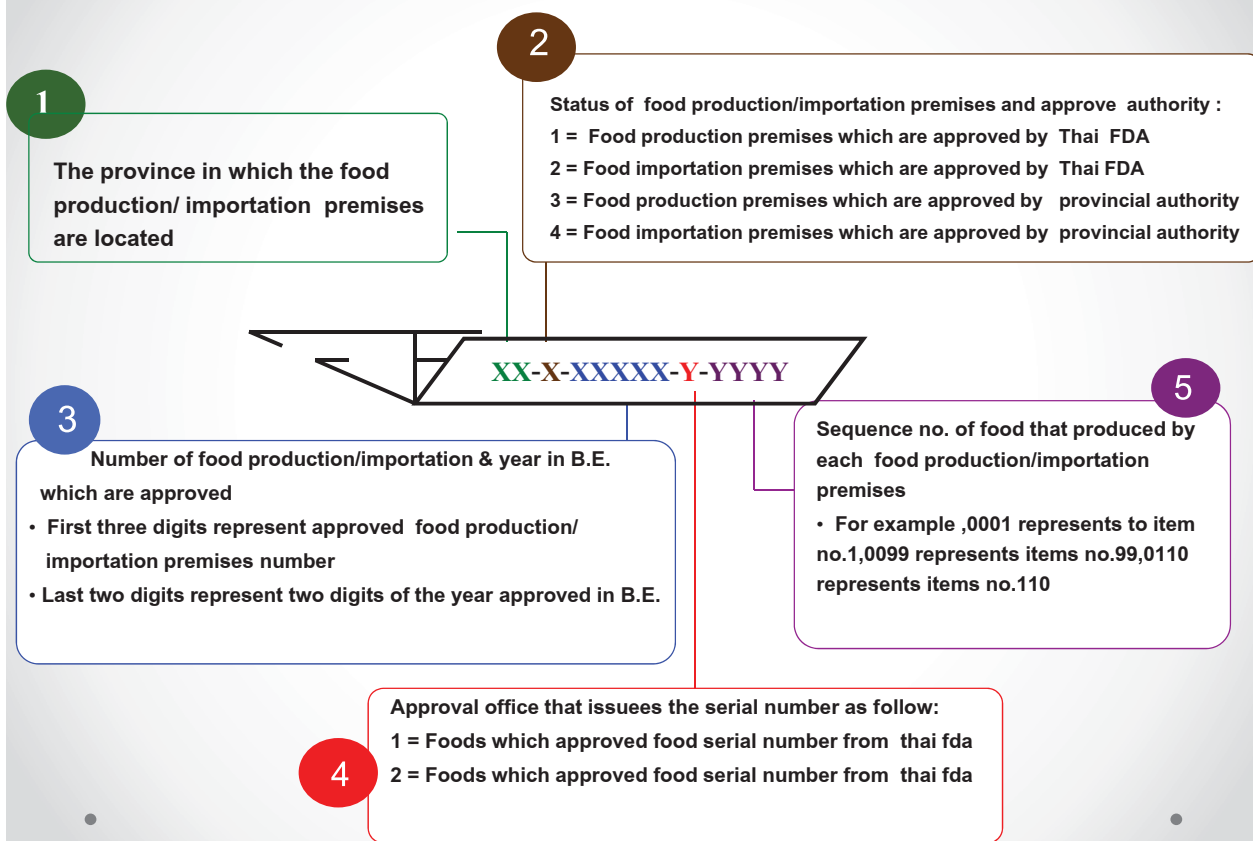 1
The province in which the food
production/ importation premises
are located
2
Status of food production/importation premises and approve authority :
1 = Food production premises which are approved by Thai FDA
2 = Food importation premises which are approved by Thai FDA
3 = Food production premises which are approved by provincial authority
4 = Food importation premises which are approved by provincial authority
XX-X-XXXXX-Y-YYYY
3
Number of food production/importation & year in B.E.
which are approved
• First three digits represent approved food production/
importation premises number
• Last two digits represent two digits of the year approved in B.E.
4
Approval office that issuees the serial number as follow:
1 = Foods which approved food serial number from thai fda
2 = Foods which approved food serial number from thai fda
5
Sequence no. of food that produced by
each food production/importation
premises
• For example ,0001 represents to item
no.1,0099 represents items no.99,0110
represents items no.110